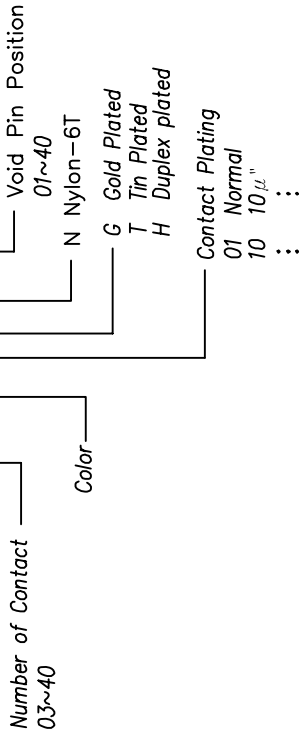 Void Pin Position
01~40
N Nylon-6T
G Gold Plated
T Tin Plated
H Duplex plated
Contact Plating
01 Normal
10 10μ"
: :
Color
Number of Contact
03~40